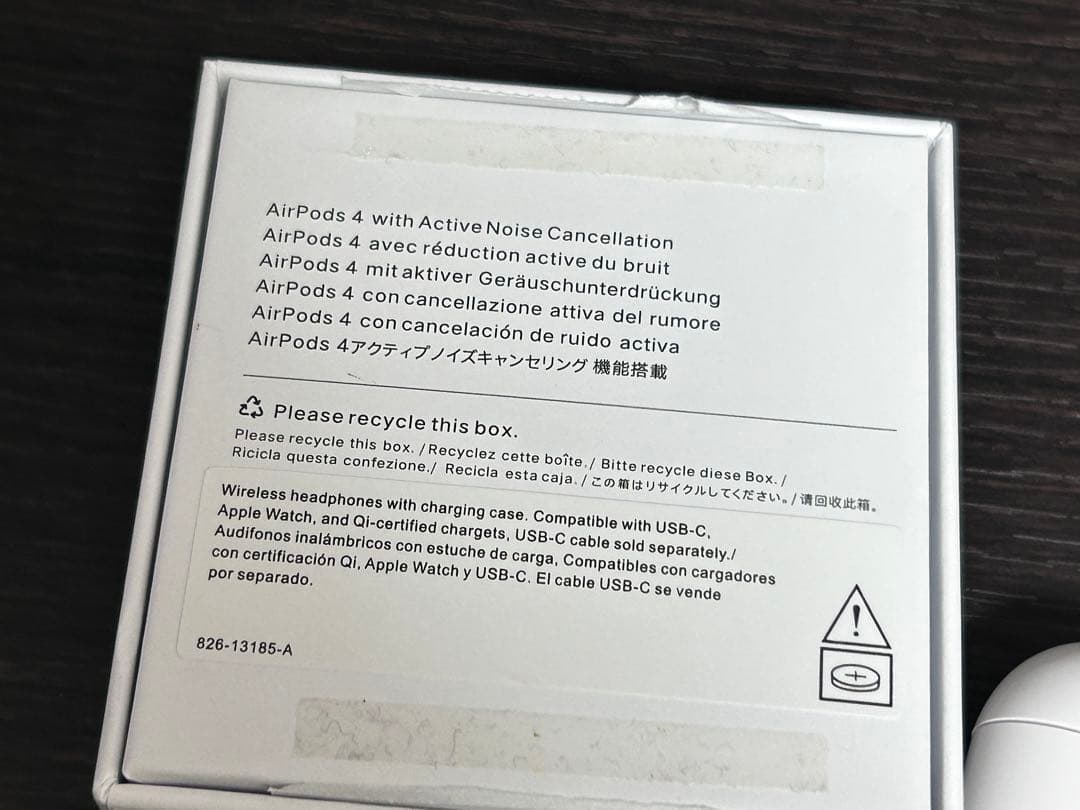 AirPods 4 with Active Noise Cancellation
AirPods 4 avec réduction active du bruit
AirPods 4 mit aktiver Geräuschunterdrückung
AirPods 4 con cancellazione attiva del rumore
AirPods 4 con cancelación de ruido activa
AirPods 4アクティブノイズキャンセリング 機能搭載
Please recycle this box.
Please recycle this box. /Recyclez cette boîte./ Bitte recycle diese Box./
Ricicla questa confezione./ Recicla esta caja./この箱はリサイクルしてください。/请回收此箱。
Wireless headphones with charging case. Compatible with USB-C,
Apple Watch, and Qi-certified chargets, USB-C cable sold separately./
Audífonos inalámbricos con estuche de carga, Compatibles con cargadores
con certificación Qi, Apple Watch y USB-C. El cable USB-C se vende
por separado.
826-13185-A